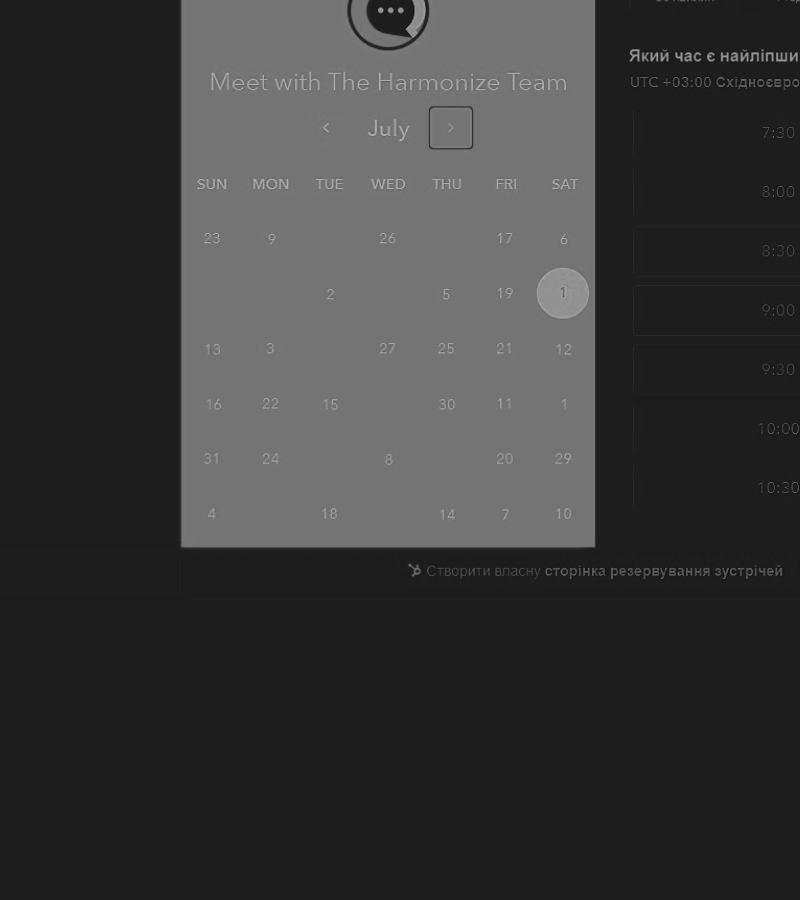 Meet with The Harmonize Team
July
SUN MON TUE WED THU FRI SAT
23 9 26 17 6
2 5 19 1
13 3 27 25 21 12
16 22 15 30 11 1
31 24 8 20 29
4 18 14 7 10
Створити власну сторінка резервування зустрічей
Який час є найліпши
UTC +03:00 Східноєвро
7:30
8:00
8:30
9:00
9:30
10:00
10:30